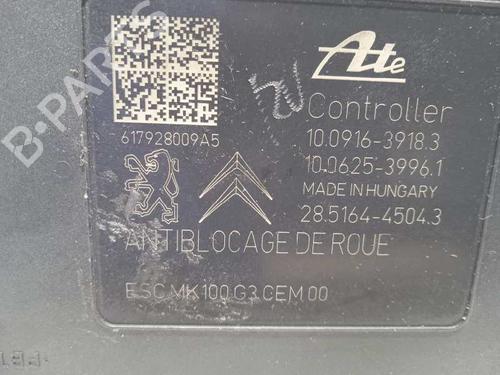 B-PARTS
Ate
617928009A5
Controller
10.0916-3918.3
10.0625-3996.1
MADE IN HUNGARY
28.5164-4504.3
ANTIBLOCAGE DE ROUE
ESC MK100 G3 CEM 00